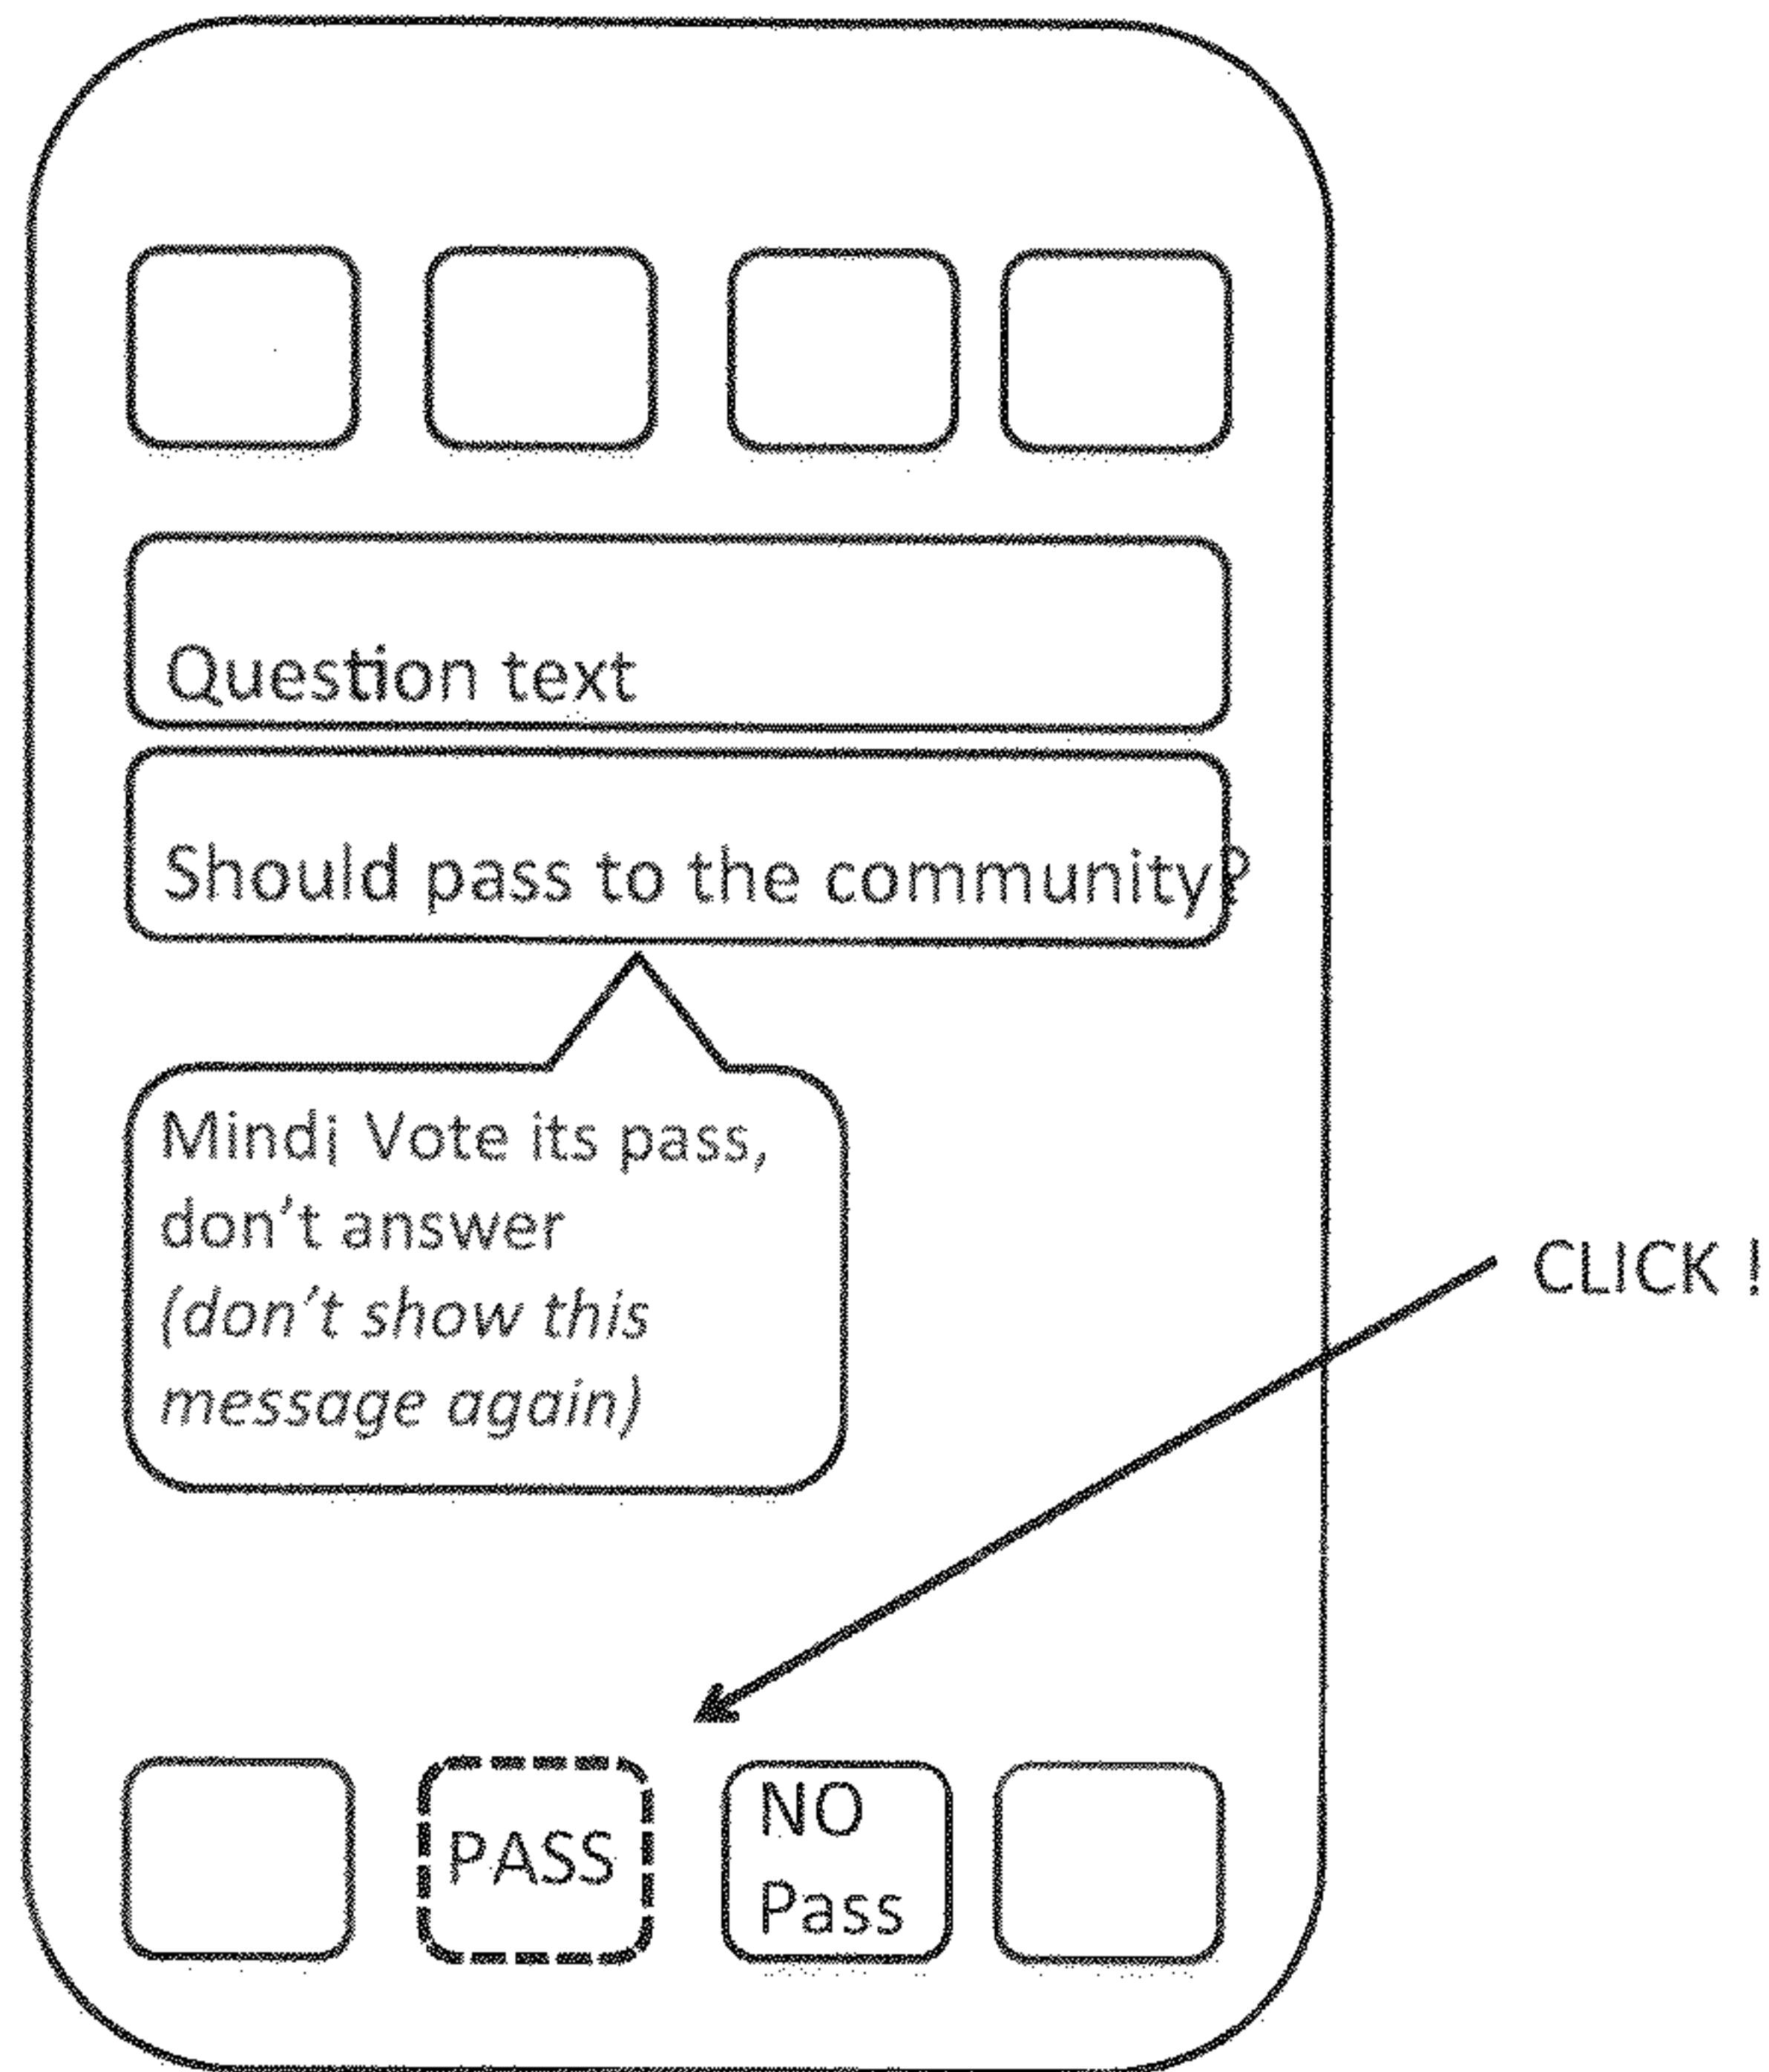 Question text
Should pass to the community?
Mind¡ Vote its pass,
don't answer
(don't show this
message again)
CLICK !
PASS
NO
Pass